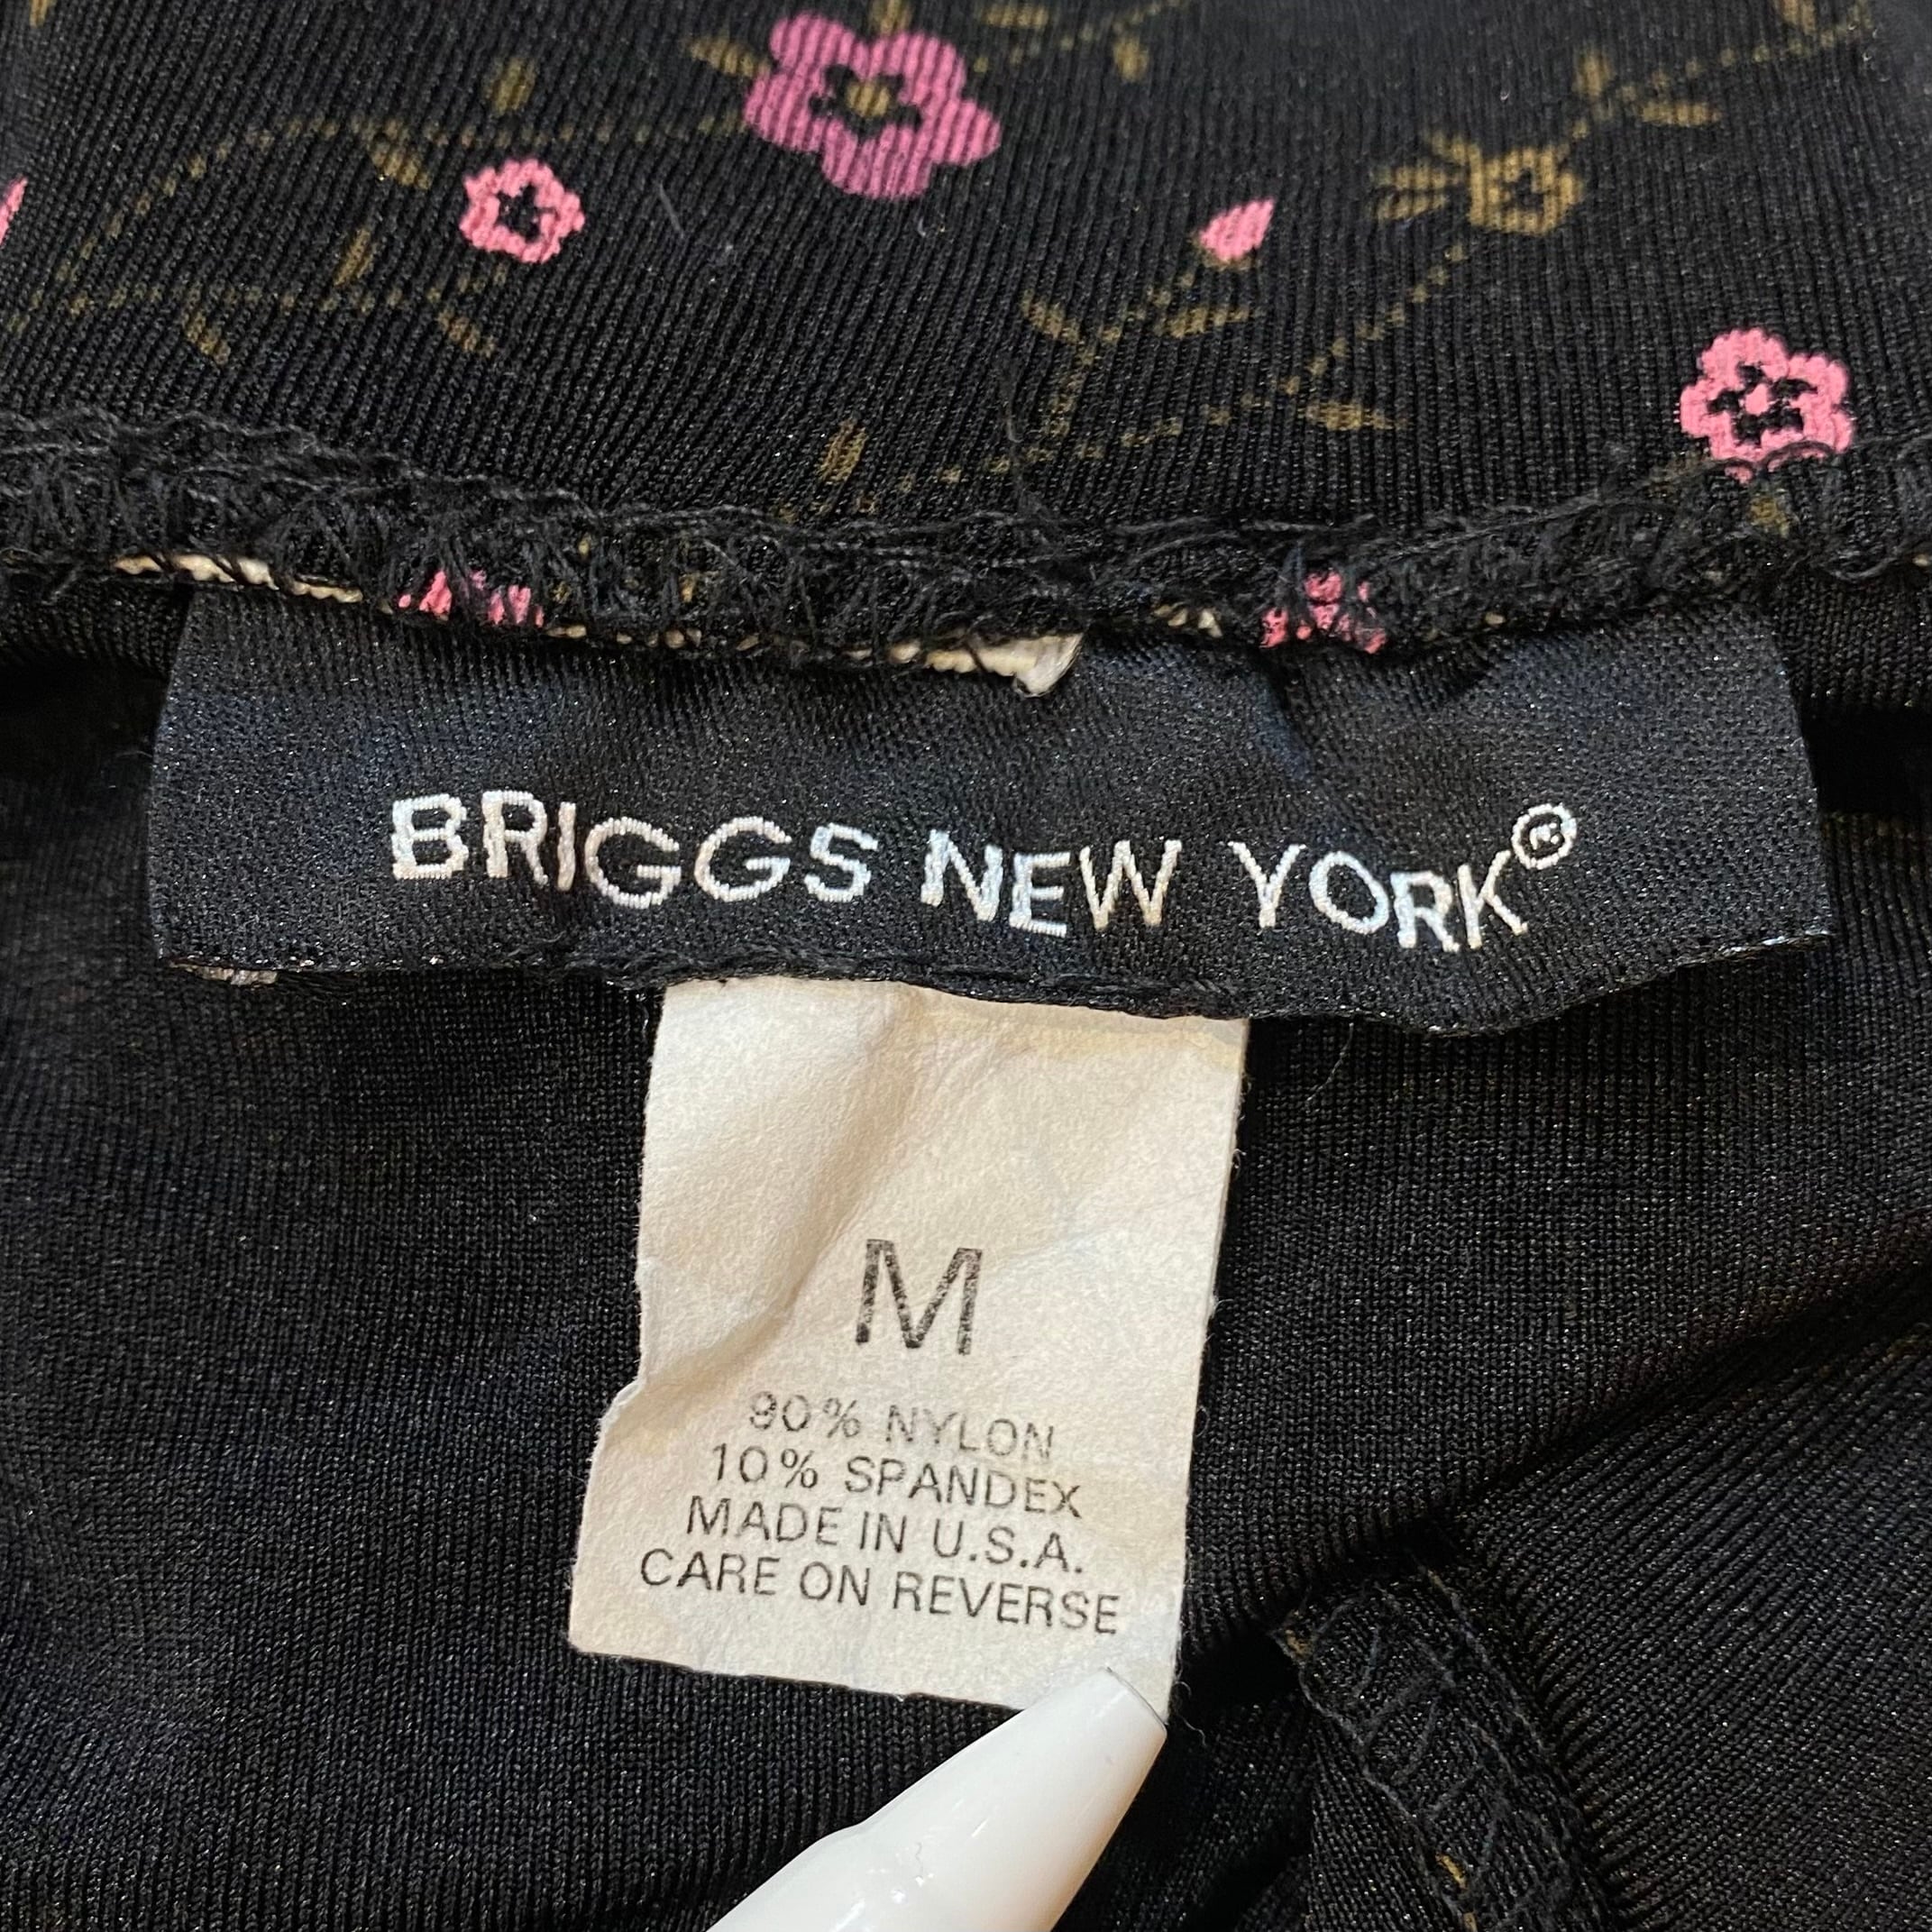 BRIGGS NEW YORK®
M
90% NYLON
10% SPANDEX
MADE IN U.S.A.
CARE ON REVERSE